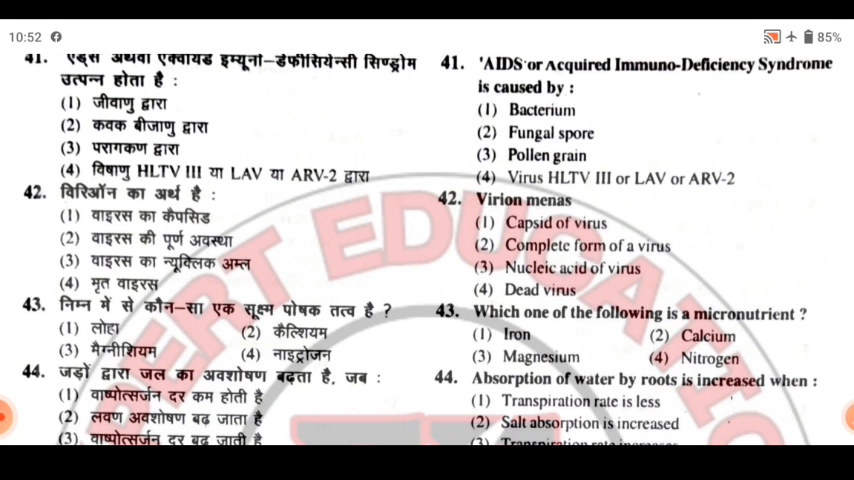 10:52
85%
41. एड्स अथवा एक्वायर्ड इम्यूनो-डेफीसियेन्सी सिण्ड्रोम
उत्पन्न होता है :
(1) जीवाणु द्वारा
(2) कवक बीजाणु द्वारा
(3) परागकण द्वारा
(4) विषाणु HLTV III या LAV या ARV-2 द्वारा
42. विरिऑन का अर्थ है :
(1) वाइरस का कैपसिड
(2) वाइरस की पूर्ण अवस्था
(3) वाइरस का न्यूक्लिक अम्ल
(4) मृत वाइरस
43. निम्न में से कौन-सा एक सूक्ष्म पोषक तत्व है ?
(1) लोहा (2) कैल्शियम
(3) मैग्नीशियम (4) नाइट्रोजन
44. जड़ों द्वारा जल का अवशोषण बढ़ता है, जब :
(1) वाष्पोत्सर्जन दर कम होती है
(2) लवण अवशोषण बढ़ जाता है
(3) वाष्पोत्सर्जन दर बढ़ जाती है
41. 'AIDS or Acquired Immuno-Deficiency Syndrome
is caused by :
(1) Bacterium
(2) Fungal spore
(3) Pollen grain
(4) Virus HLTV III or LAV or ARV-2
42. Virion menas
(1) Capsid of virus
(2) Complete form of a virus
(3) Nucleic acid of virus
(4) Dead virus
43. Which one of the following is a micronutrient ?
(1) Iron (2) Calcium
(3) Magnesium (4) Nitrogen
44. Absorption of water by roots is increased when :
(1) Transpiration rate is less
(2) Salt absorption is increased
(3) Transpiration rate increases
PERT EDUCATIO